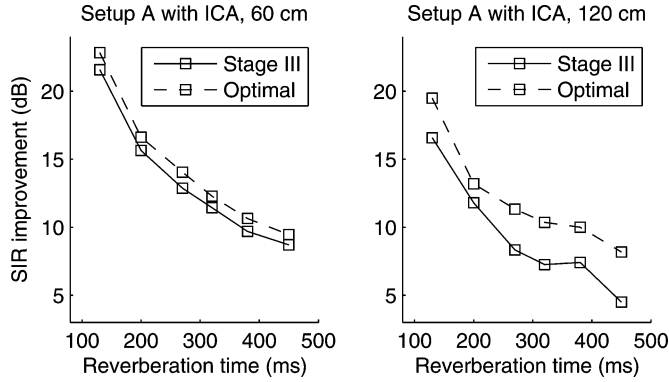 Setup A with ICA, 60 cm
Setup A with ICA, 120 cm
Stage III
Optimal
Stage III
Optimal
SIR improvement (dB)
20
15
10
5
20
15
10
5
100 200 300 400 500
100 200 300 400 500
Reverberation time (ms)
Reverberation time (ms)